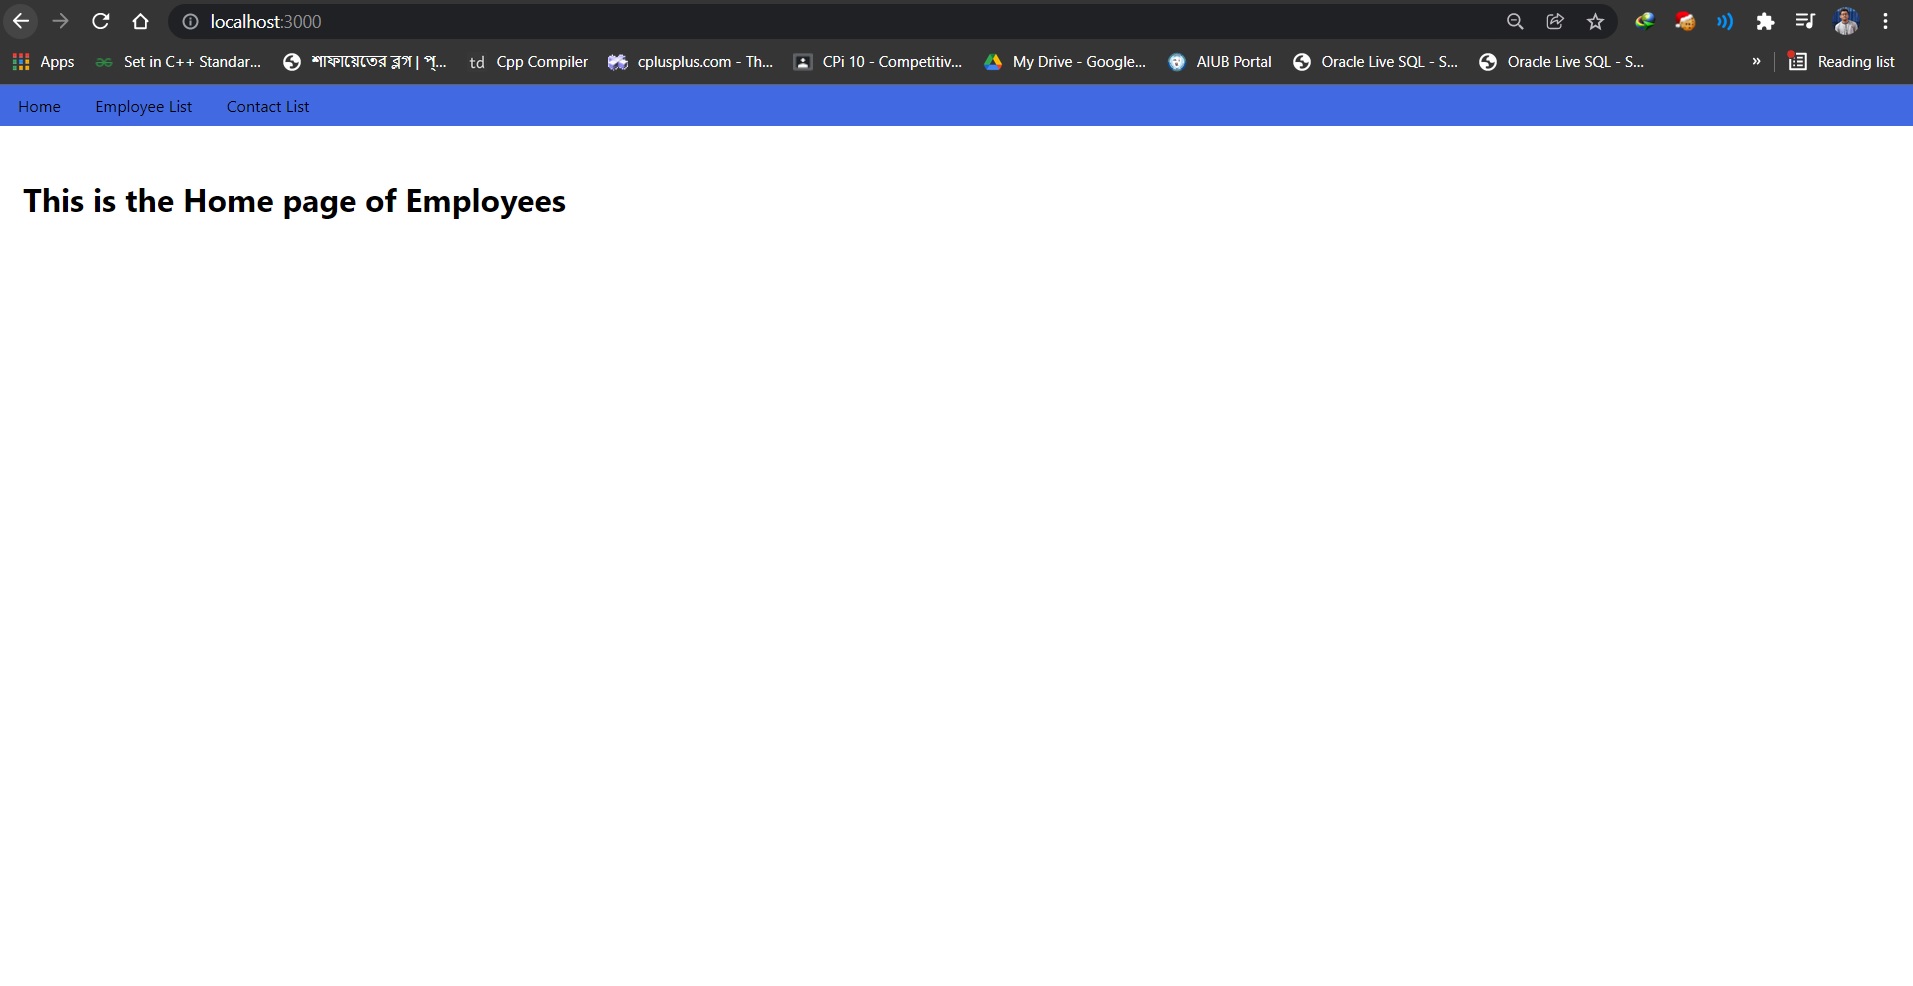 localhost:3000
Apps Set in C++ Standar... শাফায়েতের ব্লগ | প্... td Cpp Compiler cplusplus.com - Th... CPi 10 - Competitiv... My Drive - Google... AIUB Portal Oracle Live SQL - S... Oracle Live SQL - S... » Reading list
Home Employee List Contact List
This is the Home page of Employees